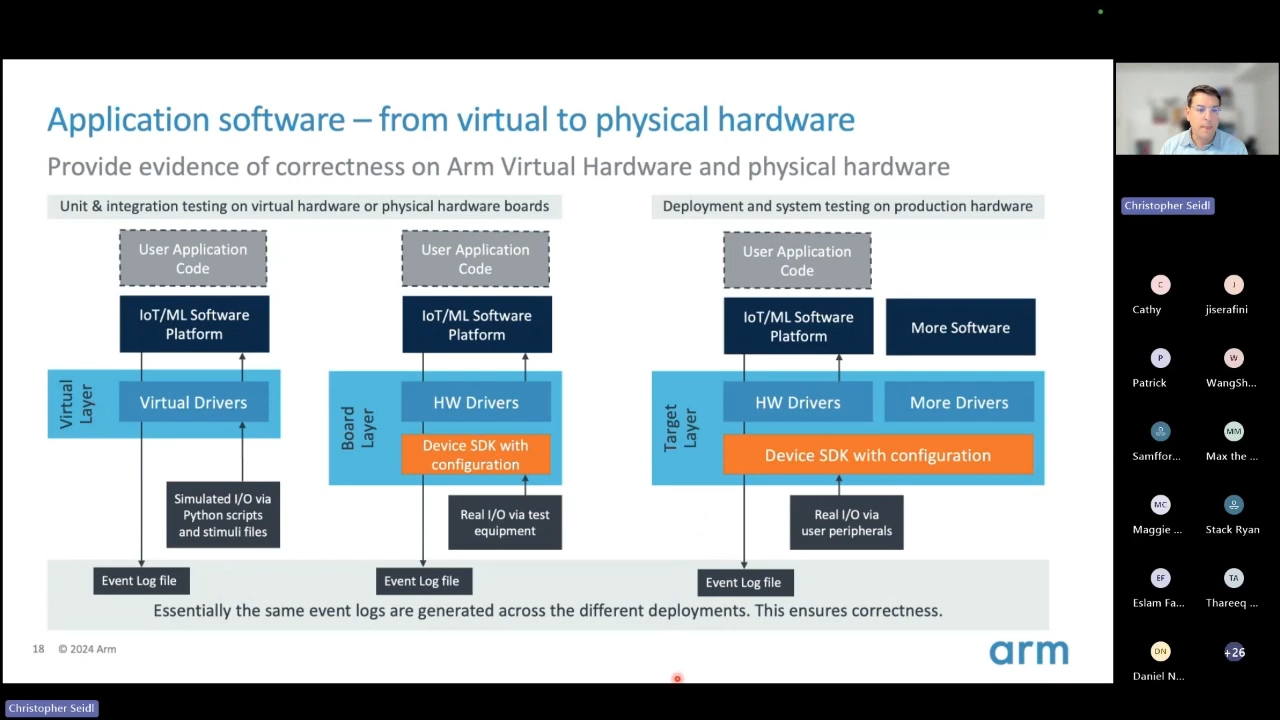 Application software – from virtual to physical hardware
Provide evidence of correctness on Arm Virtual Hardware and physical hardware
Unit & integration testing on virtual hardware or physical hardware boards
Deployment and system testing on production hardware
User Application
Code
IoT/ML Software
Platform
Virtual
Layer
Virtual Drivers
Simulated I/O via
Python scripts
and stimuli files
Event Log file
User Application
Code
IoT/ML Software
Platform
Board
Layer
HW Drivers
Device SDK with
configuration
Real I/O via test
equipment
Event Log file
User Application
Code
IoT/ML Software
Platform
More Software
Target
Layer
HW Drivers
More Drivers
Device SDK with configuration
Real I/O via
user peripherals
Event Log file
Essentially the same event logs are generated across the different deployments. This ensures correctness.
18 © 2024 Arm
arm
Christopher Seidl
Christopher Seidl
C
Cathy
J
jiserafini
P
Patrick
W
WangSh...
Samffor...
MM
Max the ...
MC
Maggie ...
Stack Ryan
EF
Eslam Fa...
TA
Thareeq ...
DN
Daniel N...
+26